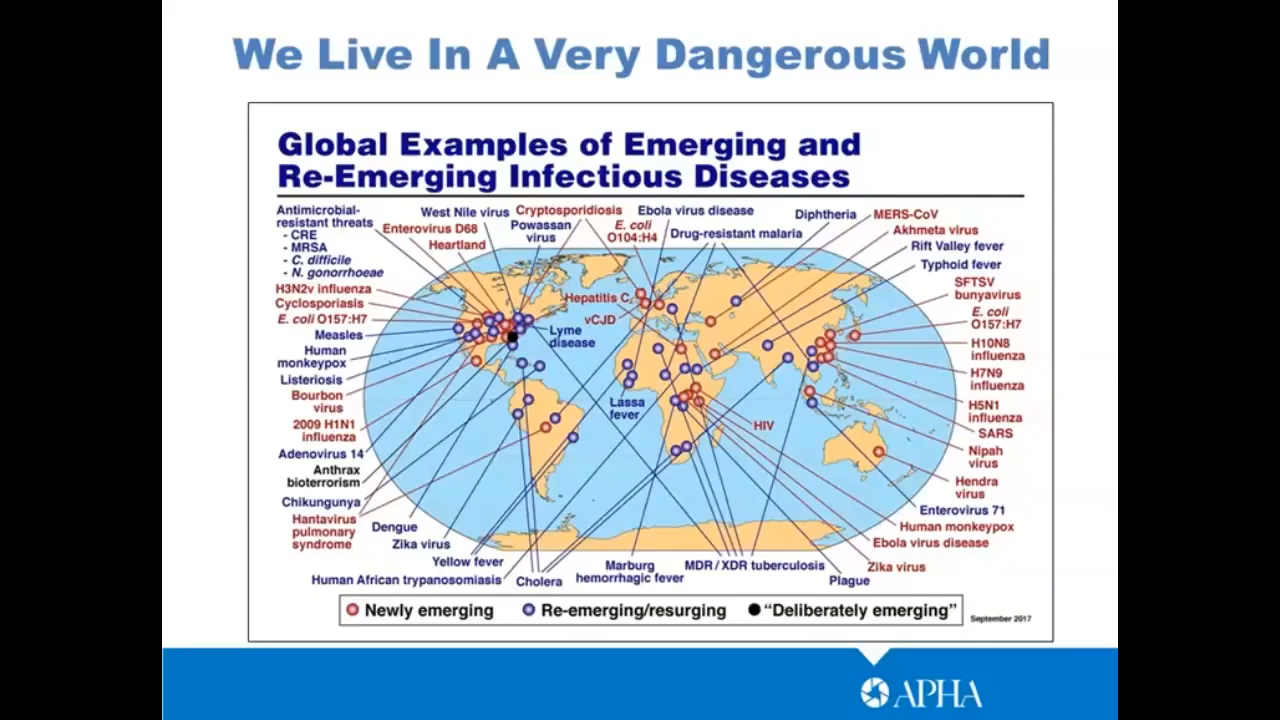 We Live In A Very Dangerous World
Global Examples of Emerging and
Re-Emerging Infectious Diseases
Antimicrobial-
resistant threats
- CRE
- MRSA
- C. difficile
- N. gonorrhoeae
H3N2v influenza
Cyclosporiasis
E. coli O157:H7
Measles
Human
monkeypox
Listeriosis
Bourbon
virus
2009 H1N1
influenza
Adenovirus 14
Anthrax
bioterrorism
Chikungunya
Hantavirus
pulmonary
syndrome
Enterovirus D68
West Nile virus
Heartland
Cryptosporidiosis
Powassan
virus
E. coli
O104:H4
Ebola virus disease
Drug-resistant malaria
Diphtheria
MERS-CoV
Akhmeta virus
Rift Valley fever
Typhoid fever
SFTSV
bunyavirus
E. coli
O157:H7
H10N8
influenza
H7N9
influenza
H5N1
influenza
SARS
Nipah
virus
Hendra
virus
Enterovirus 71
Human monkeypox
Ebola virus disease
Zika virus
Hepatitis C
vCJD
Lyme
disease
Lassa
fever
HIV
Dengue
Zika virus
Yellow fever
Human African trypanosomiasis
Cholera
Marburg
hemorrhagic fever
MDR / XDR tuberculosis
Plague
Newly emerging
Re-emerging/resurging
“Deliberately emerging”
September 2017
APHA